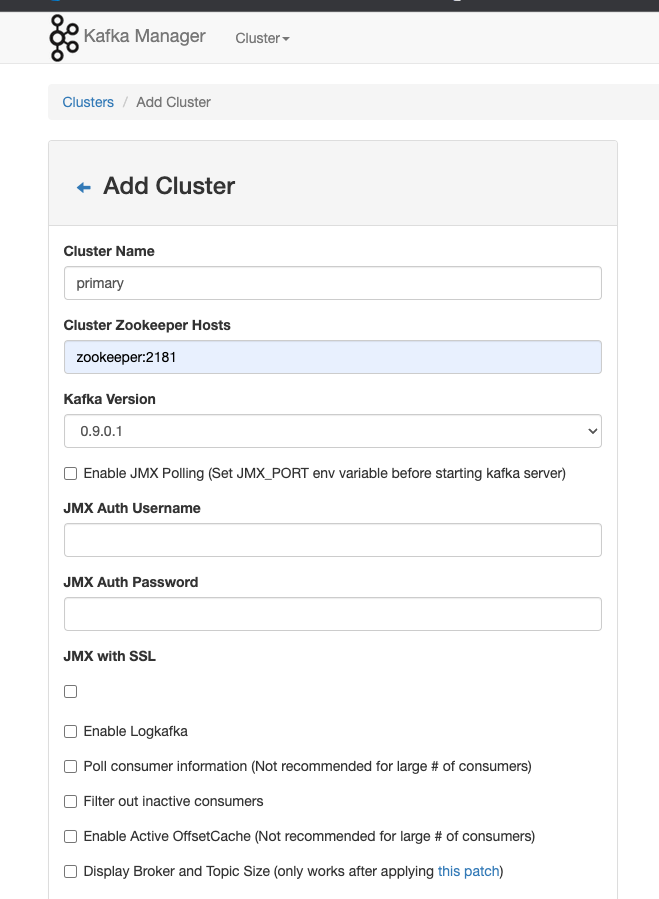 Kafka Manager Cluster
Clusters / Add Cluster
Add Cluster
Cluster Name
primary
Cluster Zookeeper Hosts
zookeeper:2181
Kafka Version
0.9.0.1
Enable JMX Polling (Set JMX_PORT env variable before starting kafka server)
JMX Auth Username
JMX Auth Password
JMX with SSL
Enable Logkafka
Poll consumer information (Not recommended for large # of consumers)
Filter out inactive consumers
Enable Active OffsetCache (Not recommended for large # of consumers)
Display Broker and Topic Size (only works after applying this patch)